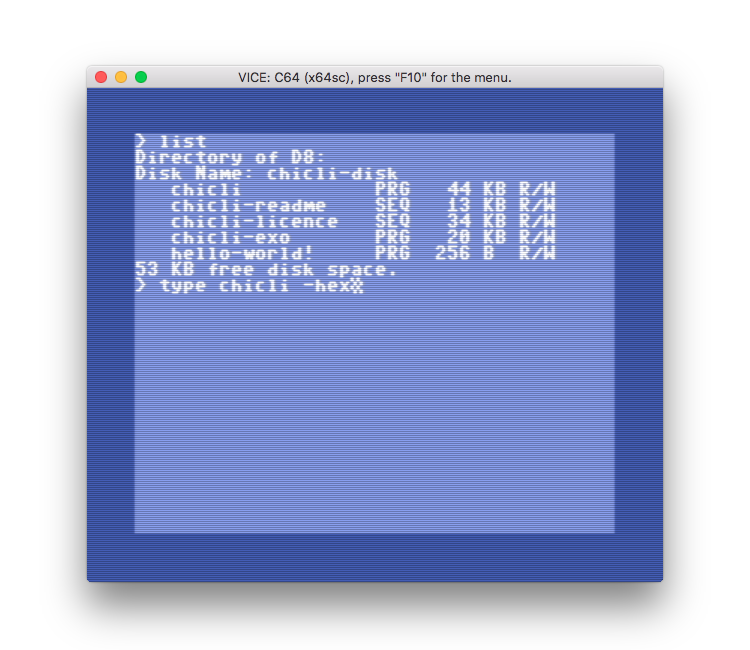 VICE: C64 (x64sc), press "F10" for the menu.
> list
Directory of D8:
Disk Name: chicli-disk
   chicli           PRG   44 KB R/W
   chicli-readme    SEQ   13 KB R/W
   chicli-licence   SEQ   34 KB R/W
   chicli-exo       PRG   20 KB R/W
   hello-world!     PRG  256 B  R/W
53 KB free disk space.
> type chicli -hex